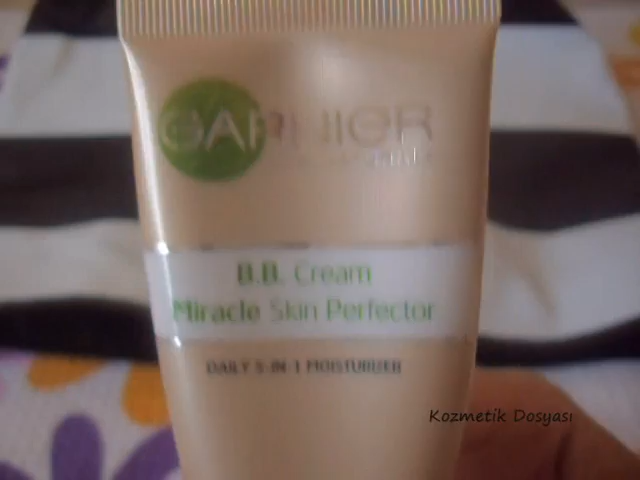 GARNIER
B.B. Cream
Miracle Skin Perfector
DAILY 5-IN-1 MOISTURIZER
Kozmetik Dosyası